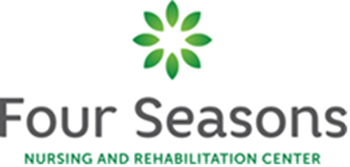 Four Seasons
NURSING AND REHABILITATION CENTER